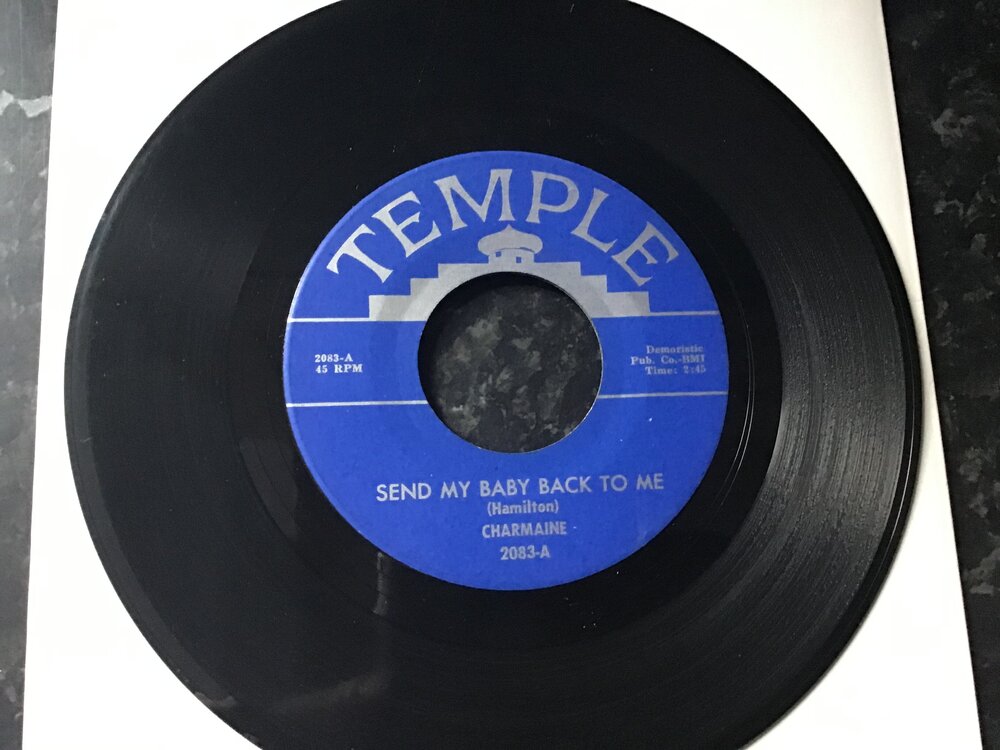 TEMPLE
2083-A
45 RPM
Demoristic
Pub. Co.-BMI
Time: 2:45
SEND MY BABY BACK TO ME
(Hamilton)
CHARMAINE
2083-A